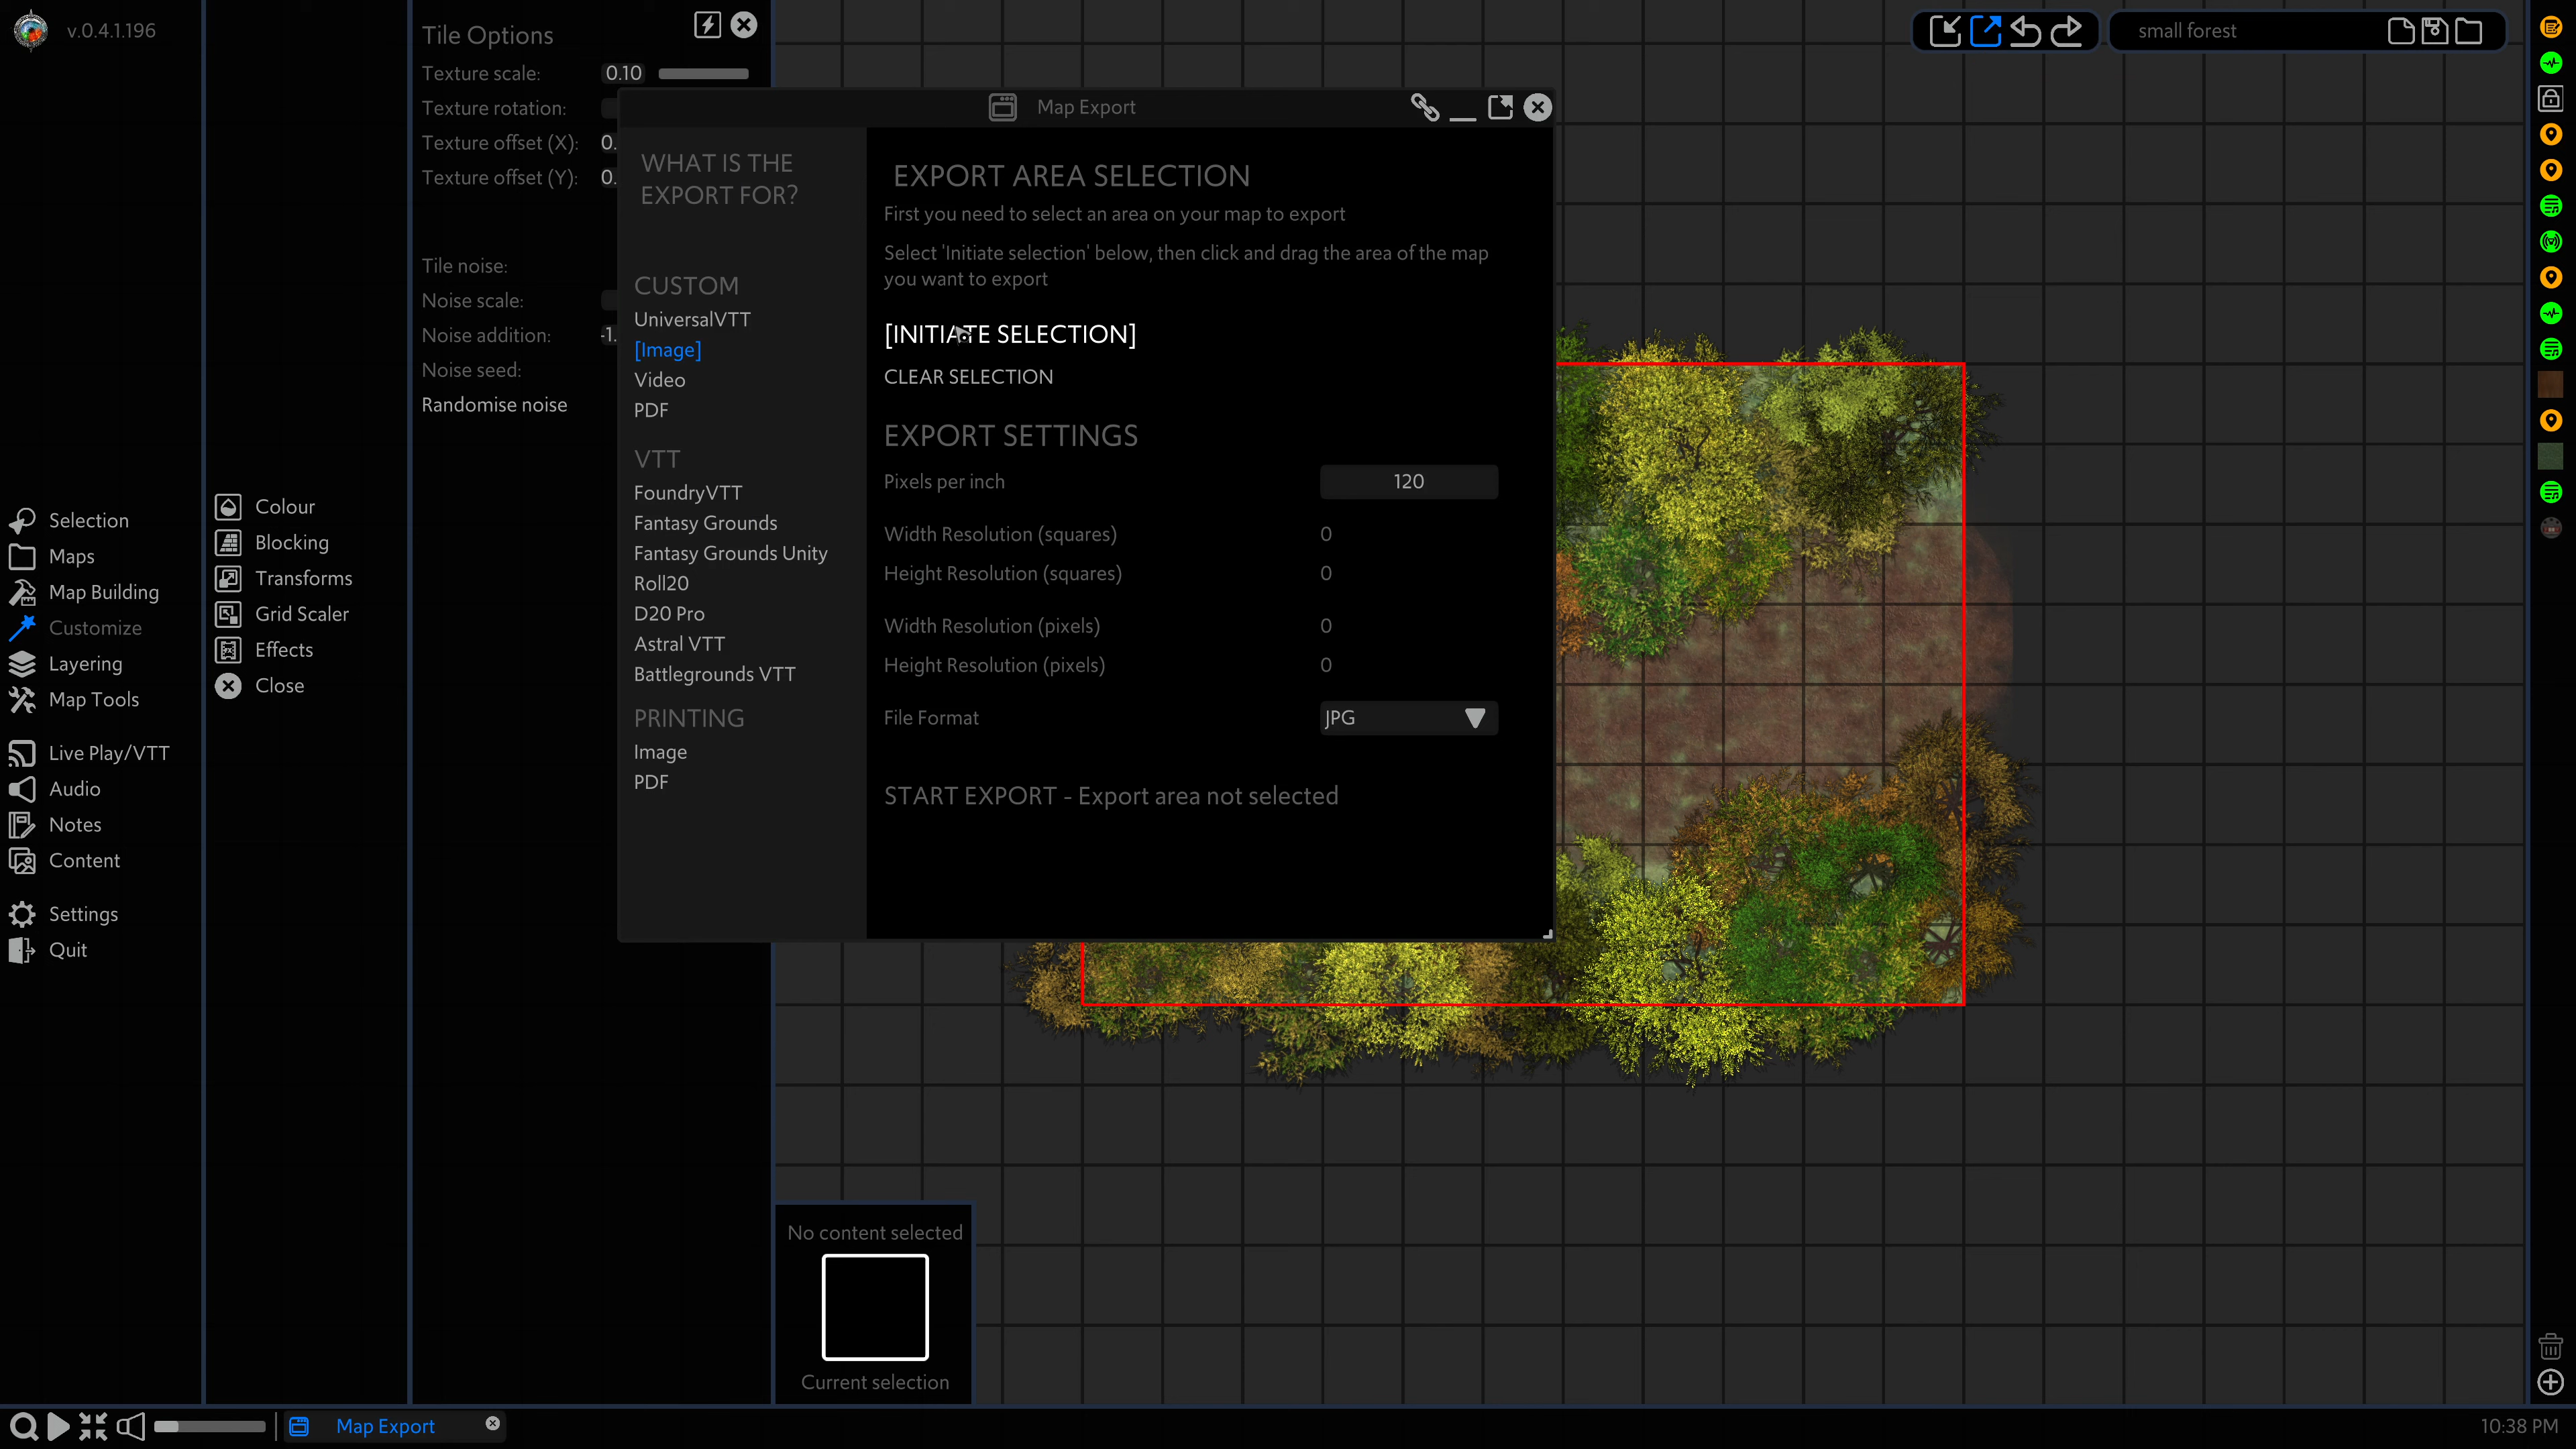 v.0.4.1.196
Selection
Maps
Map Building
Customize
Layering
Map Tools
Live Play/VTT
Audio
Notes
Content
Settings
Quit
Colour
Blocking
Transforms
Grid Scaler
Effects
Close
Tile Options
Texture scale: 0.10
Texture rotation:
Texture offset (X): 0.
Texture offset (Y): 0.
Tile noise:
Noise scale:
Noise addition: -1.
Noise seed:
Randomise noise
Map Export
WHAT IS THE
EXPORT FOR?
CUSTOM
UniversalVTT
[Image]
Video
PDF
VTT
FoundryVTT
Fantasy Grounds
Fantasy Grounds Unity
Roll20
D20 Pro
Astral VTT
Battlegrounds VTT
PRINTING
Image
PDF
EXPORT AREA SELECTION
First you need to select an area on your map to export
Select 'Initiate selection' below, then click and drag the area of the map
you want to export
[INITIATE SELECTION]
CLEAR SELECTION
EXPORT SETTINGS
Pixels per inch 120
Width Resolution (squares) 0
Height Resolution (squares) 0
Width Resolution (pixels) 0
Height Resolution (pixels) 0
File Format JPG
START EXPORT - Export area not selected
small forest
No content selected
Current selection
Map Export
10:38 PM